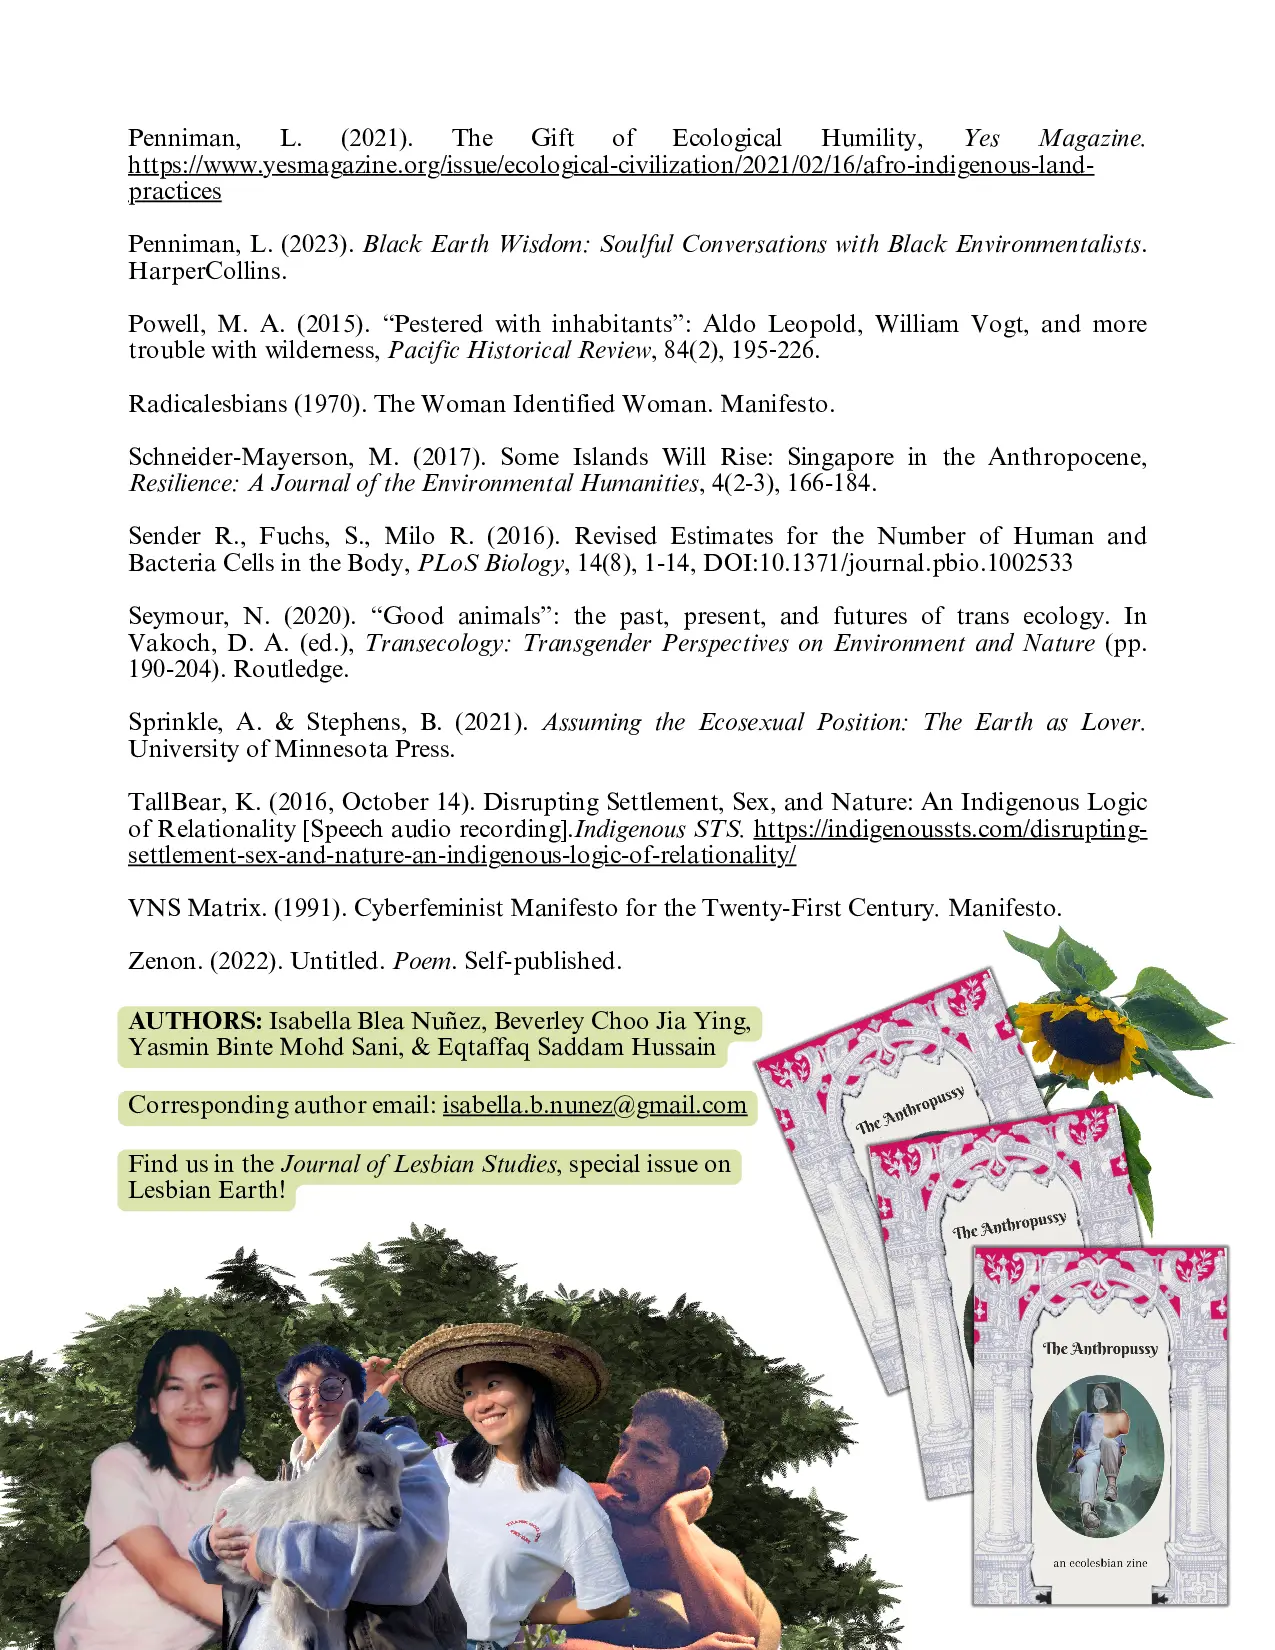 Penniman, L. (2021). The Gift of Ecological Humility, Yes Magazine.
https://www.yesmagazine.org/issue/ecological-civilization/2021/02/16/afro-indigenous-land-
practices
Penniman, L. (2023). Black Earth Wisdom: Soulful Conversations with Black Environmentalists.
HarperCollins.
Powell, M. A. (2015). “Pestered with inhabitants”: Aldo Leopold, William Vogt, and more
trouble with wilderness, Pacific Historical Review, 84(2), 195-226.
Radicalesbians (1970). The Woman Identified Woman. Manifesto.
Schneider-Mayerson, M. (2017). Some Islands Will Rise: Singapore in the Anthropocene,
Resilience: A Journal of the Environmental Humanities, 4(2-3), 166-184.
Sender R., Fuchs, S., Milo R. (2016). Revised Estimates for the Number of Human and
Bacteria Cells in the Body, PLoS Biology, 14(8), 1-14, DOI:10.1371/journal.pbio.1002533
Seymour, N. (2020). “Good animals”: the past, present, and futures of trans ecology. In
Vakoch, D. A. (ed.), Transecology: Transgender Perspectives on Environment and Nature (pp.
190-204). Routledge.
Sprinkle, A. & Stephens, B. (2021). Assuming the Ecosexual Position: The Earth as Lover.
University of Minnesota Press.
TallBear, K. (2016, October 14). Disrupting Settlement, Sex, and Nature: An Indigenous Logic
of Relationality [Speech audio recording].Indigenous STS. https://indigenoussts.com/disrupting-
settlement-sex-and-nature-an-indigenous-logic-of-relationality/
VNS Matrix. (1991). Cyberfeminist Manifesto for the Twenty-First Century. Manifesto.
Zenon. (2022). Untitled. Poem. Self-published.
AUTHORS: Isabella Blea Nuñez, Beverley Choo Jia Ying,
Yasmin Binte Mohd Sani, & Eqtaffaq Saddam Hussain
Corresponding author email: isabella.b.nunez@gmail.com
Find us in the Journal of Lesbian Studies, special issue on
Lesbian Earth!
The Anthropussy
The Anthropussy
The Anthropussy
an ecolesbian zine